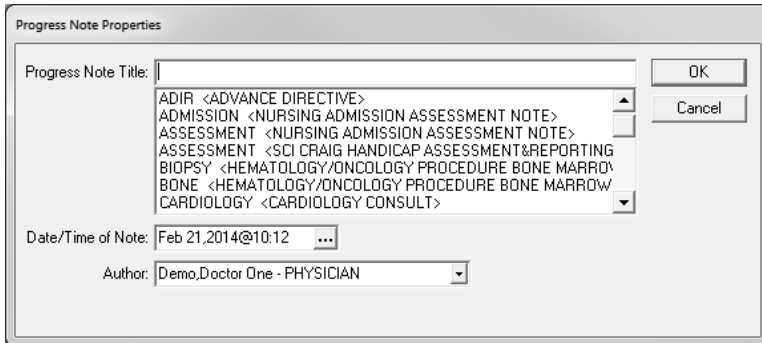 Progress Note Properties
Progress Note Title:
OK
Cancel
ADIR <ADVANCE DIRECTIVE>
ADMISSION <NURSING ADMISSION ASSESSMENT NOTE>
ASSESSMENT <NURSING ADMISSION ASSESSMENT NOTE>
ASSESSMENT <SCI CRAIG HANDICAP ASSESSMENT&REPORTING
BIOPSY <HEMATOLOGY/ONCOLOGY PROCEDURE BONE MARROV
BONE <HEMATOLOGY/ONCOLOGY PROCEDURE BONE MARROW
CARDIOLOGY <CARDIOLOGY CONSULT>
Date/Time of Note: Feb 21,2014@10:12 ...
Author: Demo,Doctor One - PHYSICIAN